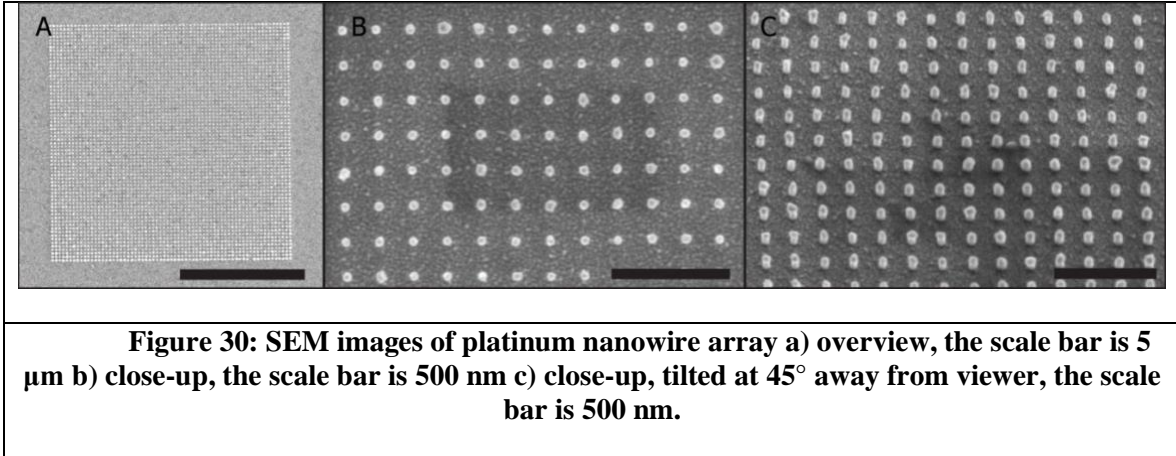 A B C
Figure 30: SEM images of platinum nanowire array a) overview, the scale bar is 5
µm b) close-up, the scale bar is 500 nm c) close-up, tilted at 45° away from viewer, the scale
bar is 500 nm.